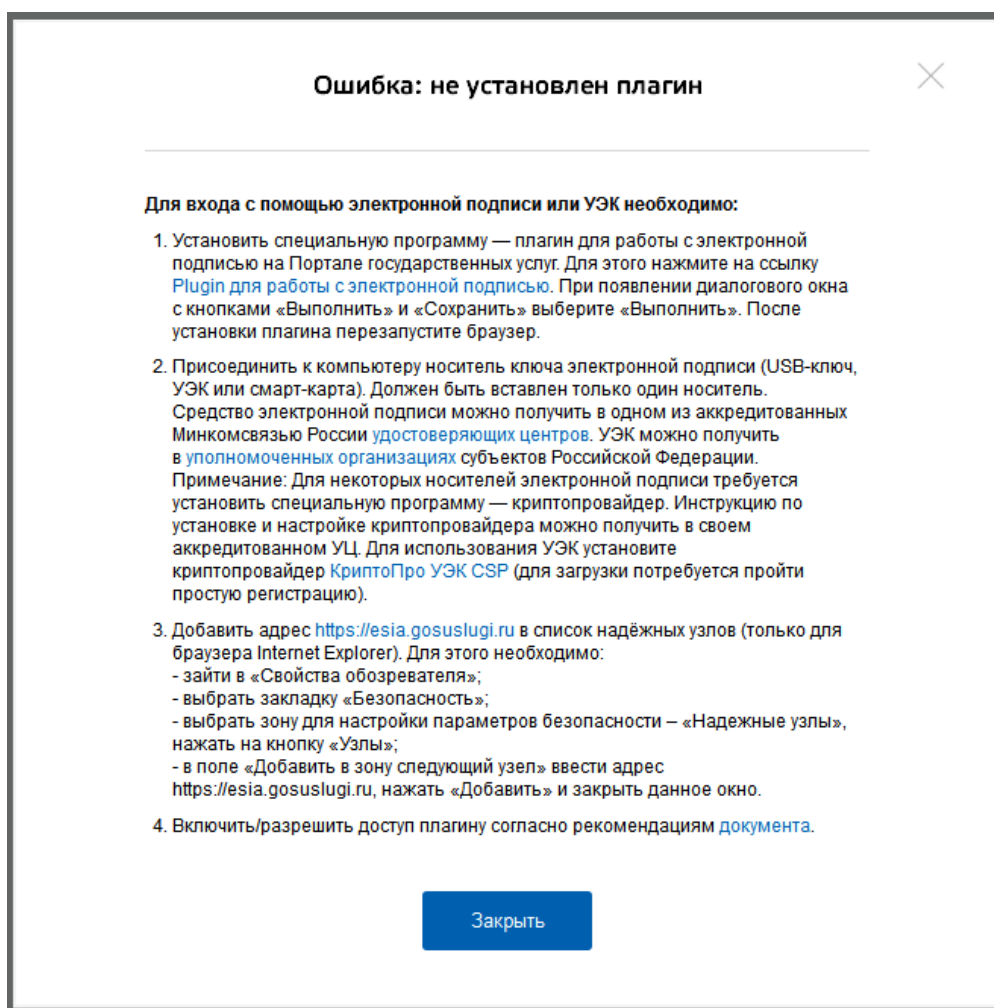 Ошибка: не установлен плагин
Для входа с помощью электронной подписи или УЭК необходимо:
1. Установить специальную программу — плагин для работы с электронной
подписью на Портале государственных услуг. Для этого нажмите на ссылку
Plugin для работы с электронной подписью. При появлении диалогового окна
с кнопками «Выполнить» и «Сохранить» выберите «Выполнить». После
установки плагина перезапустите браузер.
2. Присоединить к компьютеру носитель ключа электронной подписи (USB-ключ,
УЭК или смарт-карта). Должен быть вставлен только один носитель.
Средство электронной подписи можно получить в одном из аккредитованных
Минкомсвязью России удостоверяющих центров. УЭК можно получить
в уполномоченных организациях субъектов Российской Федерации.
Примечание: Для некоторых носителей электронной подписи требуется
установить специальную программу — криптопровайдер. Инструкцию по
установке и настройке криптопровайдера можно получить в своем
аккредитованном УЦ. Для использования УЭК установите
криптопровайдер КриптоПро УЭК CSP (для загрузки потребуется пройти
простую регистрацию).
3. Добавить адрес https://esia.gosuslugi.ru в список надёжных узлов (только для
браузера Internet Explorer). Для этого необходимо:
- зайти в «Свойства обозревателя»;
- выбрать закладку «Безопасность»;
- выбрать зону для настройки параметров безопасности – «Надежные узлы»,
нажать на кнопку «Узлы»;
- в поле «Добавить в зону следующий узел» ввести адрес
https://esia.gosuslugi.ru, нажать «Добавить» и закрыть данное окно.
4. Включить/разрешить доступ плагину согласно рекомендациям документа.
Закрыть